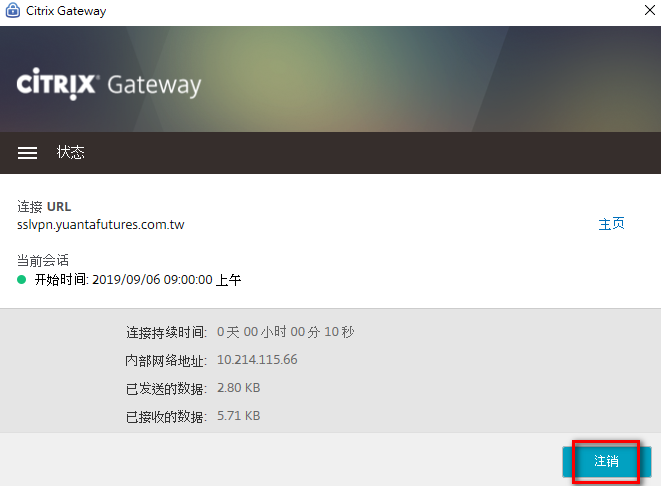 Citrix Gateway
CİTRIX® Gateway
状态
连接 URL
sslvpn.yuantafutures.com.tw
主页
当前会话
开始时间: 2019/09/06 09:00:00 上午
连接持续时间: 0 天 00 小时 00 分 10 秒
内部网络地址: 10.214.115.66
已发送的数据: 2.80 KB
已接收的数据: 5.71 KB
注销